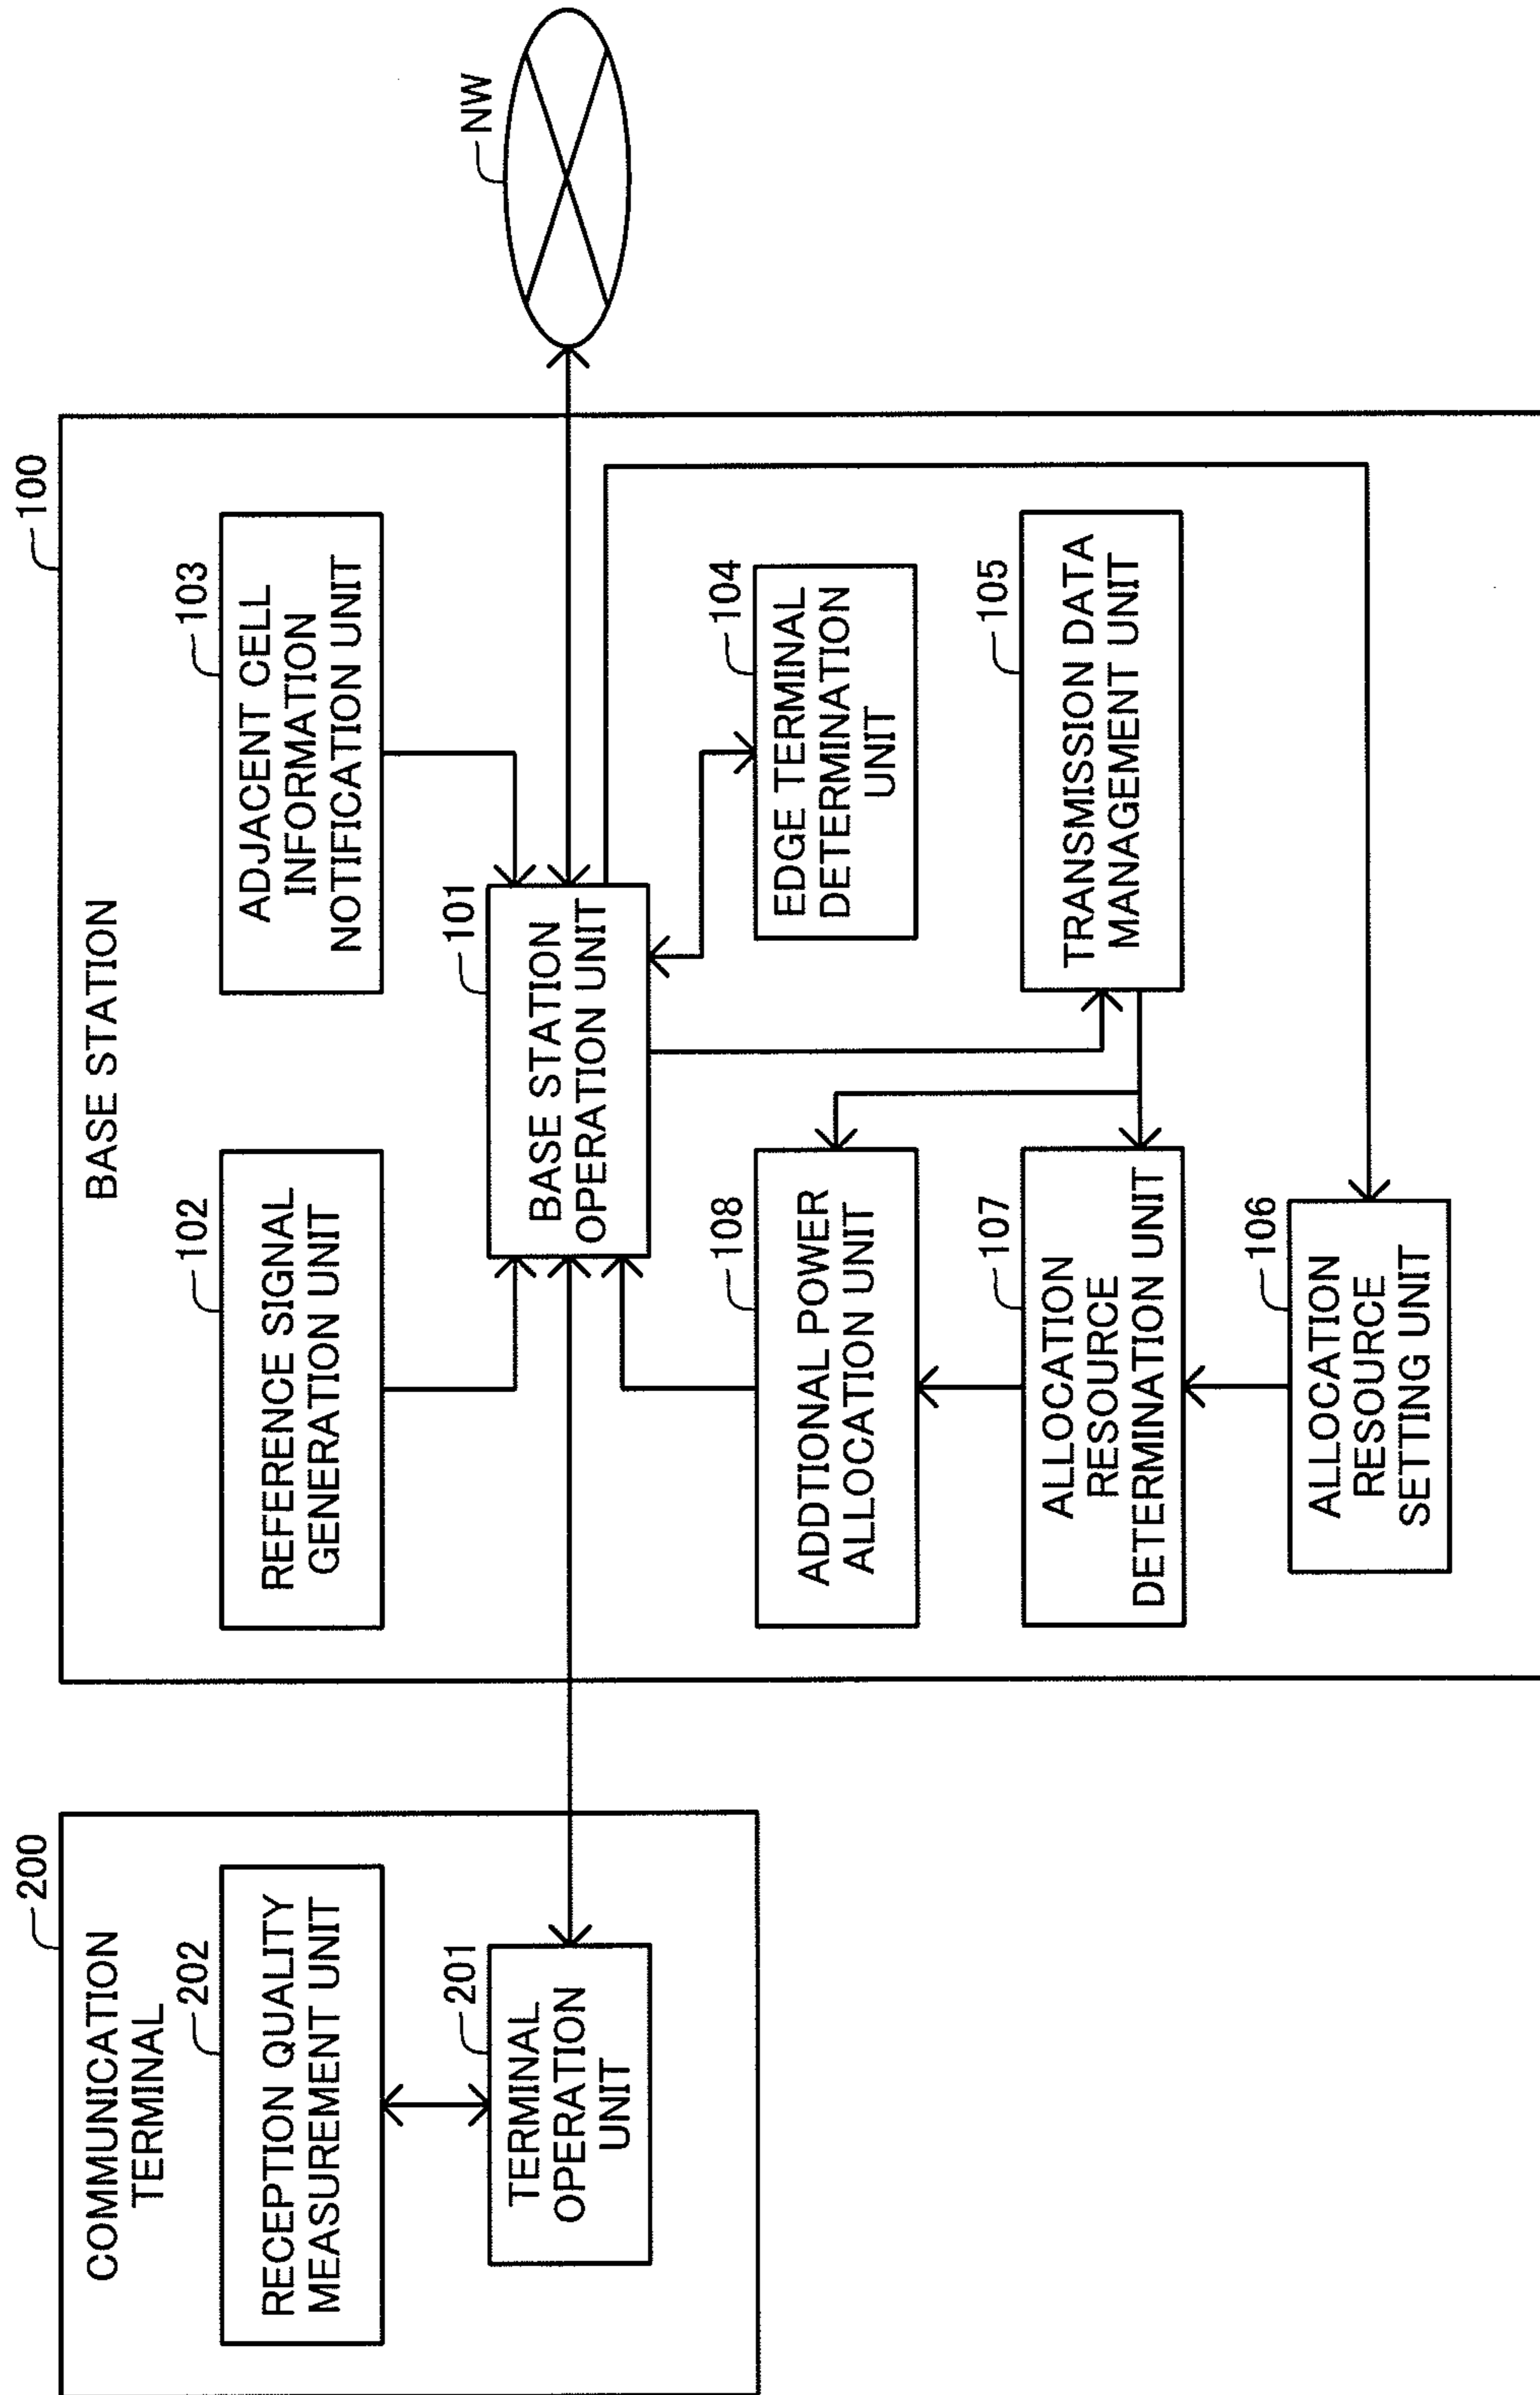 200
COMMUNICATION
TERMINAL
202
RECEPTION QUALITY
MEASUREMENT UNIT
201
TERMINAL
OPERATION
UNIT
100
BASE STATION
102
REFERENCE SIGNAL
GENERATION UNIT
103
ADJACENT CELL
INFORMATION
NOTIFICATION UNIT
101
BASE STATION
OPERATION UNIT
NW
108
ADDTIONAL POWER
ALLOCATION UNIT
104
EDGE TERMINAL
DETERMINATION
UNIT
107
ALLOCATION
RESOURCE
DETERMINATION UNIT
105
TRANSMISSION DATA
MANAGEMENT UNIT
106
ALLOCATION
RESOURCE
SETTING UNIT